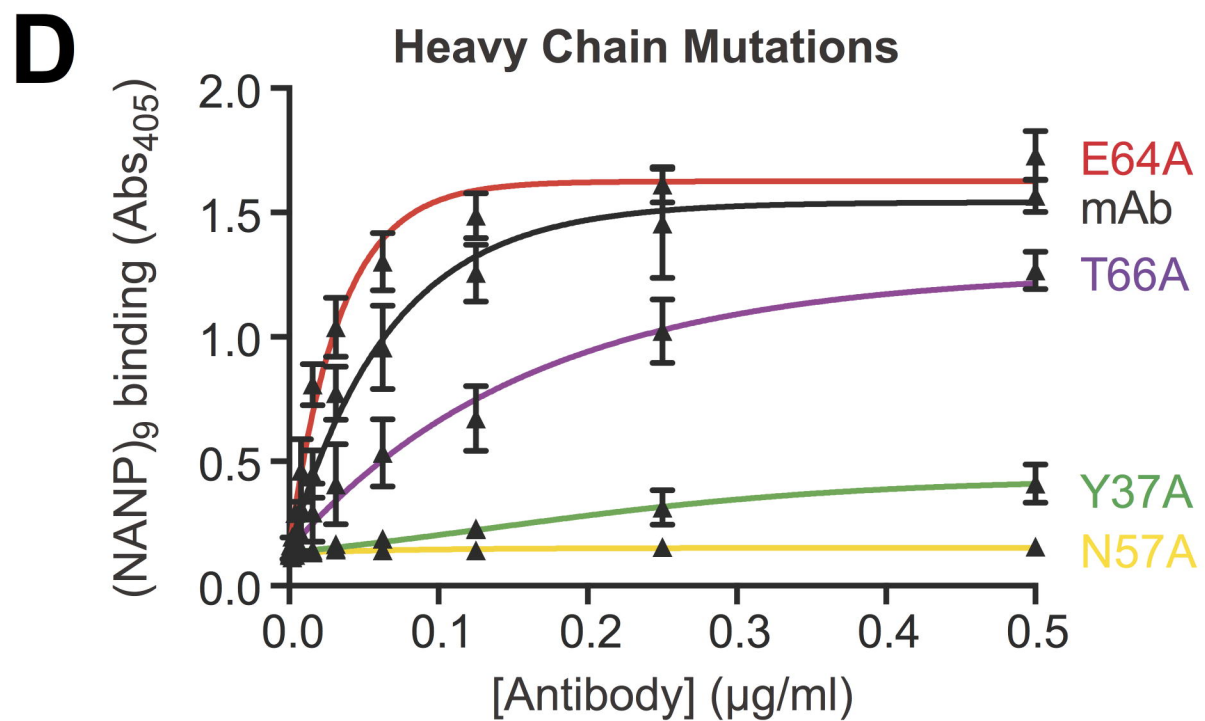 D
Heavy Chain Mutations
(NANP)₉ binding (Abs₄₀₅)
2.0
1.5
1.0
0.5
0.0
E64A
mAb
T66A
Y37A
N57A
0.0 0.1 0.2 0.3 0.4 0.5
[Antibody] (μg/ml)